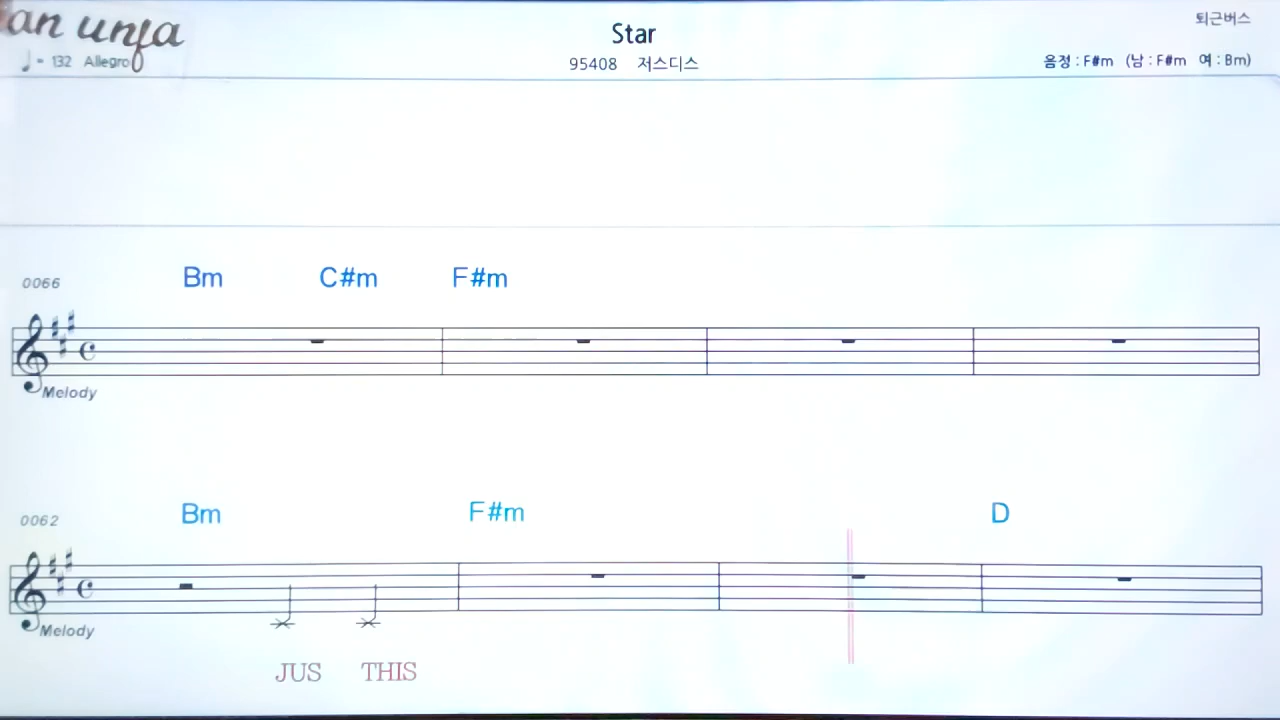 an unfa
Star
퇴근버스
♩ = 132 Allegro
95408 저스디스
음정 : F#m (남 : F#m 여 : Bm)
Bm C#m F#m
0066
Melody
Bm F#m D
0062
Melody
JUS THIS